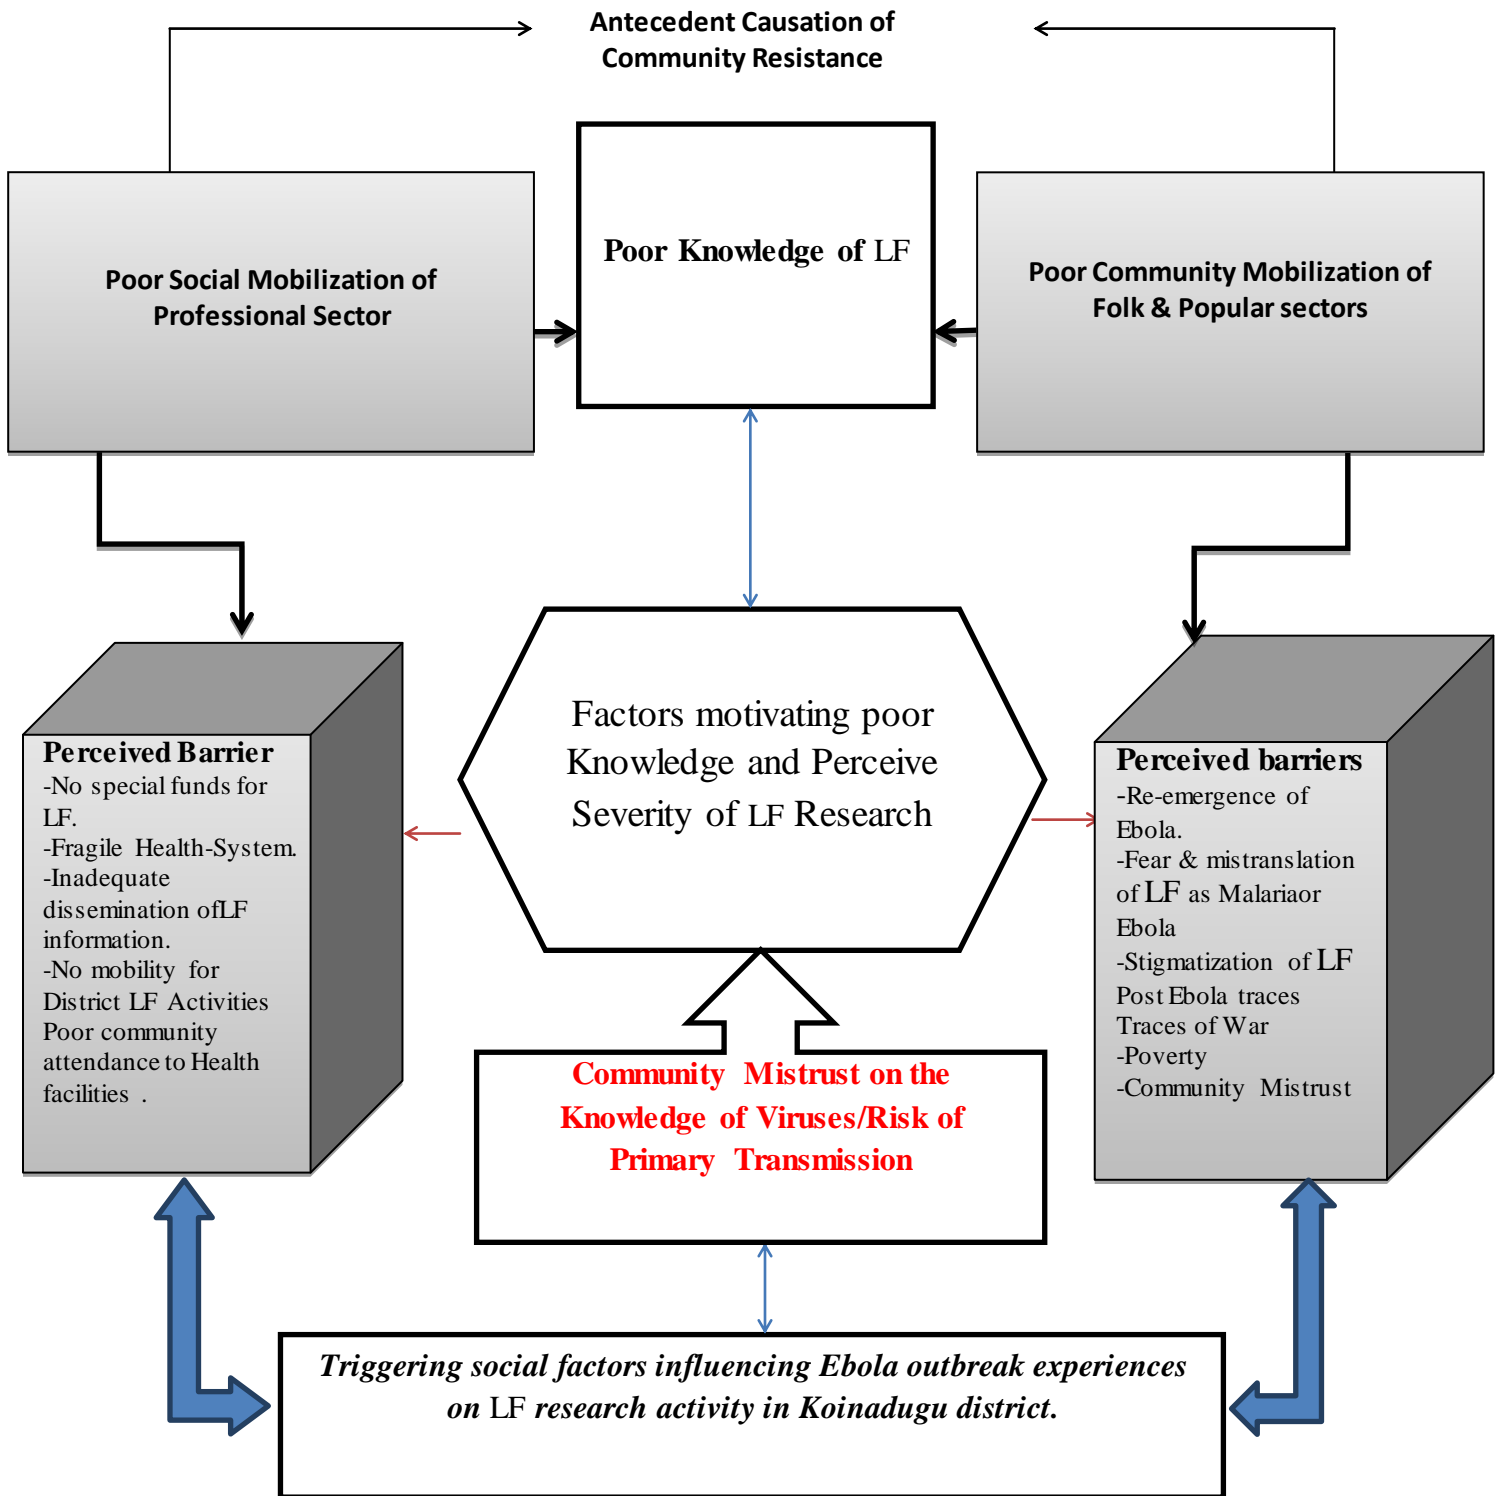 Antecedent Causation of
Community Resistance
Poor Social Mobilization of
Professional Sector
Poor Knowledge of LF
Poor Community Mobilization of
Folk & Popular sectors
Factors motivating poor
Knowledge and Perceive
Severity of LF Research
Perceived Barrier
-No special funds for
LF.
-Fragile Health-System.
-Inadequate
dissemination ofLF
information.
-No mobility for
District LF Activities
Poor community
attendance to Health
facilities .
Perceived barriers
-Re-emergence of
Ebola.
-Fear & mistranslation
of LF as Malariaor
Ebola
-Stigmatization of LF
Post Ebola traces
Traces of War
-Poverty
-Community Mistrust
Community Mistrust on the
Knowledge of Viruses/Risk of
Primary Transmission
Triggering social factors influencing Ebola outbreak experiences
on LF research activity in Koinadugu district.